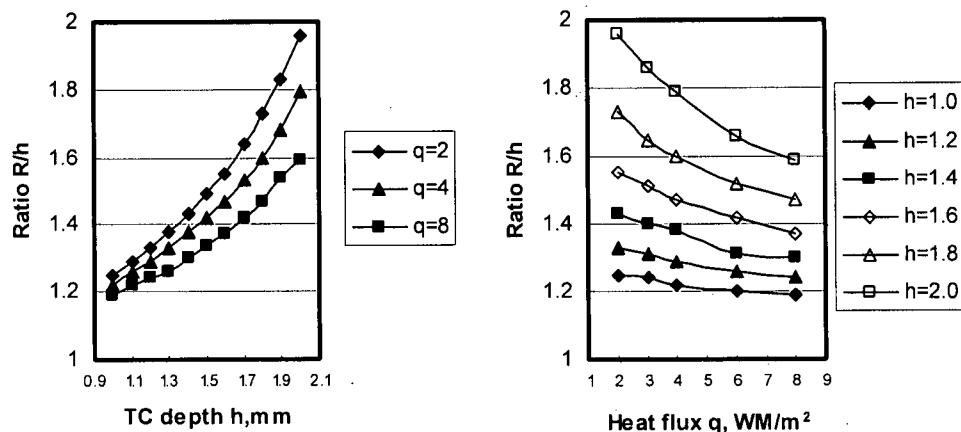 2
1.8
1.6
1.4
1.2
1
0.9 1.1 1.3 1.5 1.7 1.9 2.1
Ratio R/h
TC depth h,mm
q=2
q=4
q=8
2
1.8
1.6
1.4
1.2
1
1 2 3 4 5 6 7 8 9
Ratio R/h
Heat flux q, WM/m²
h=1.0
h=1.2
h=1.4
h=1.6
h=1.8
h=2.0